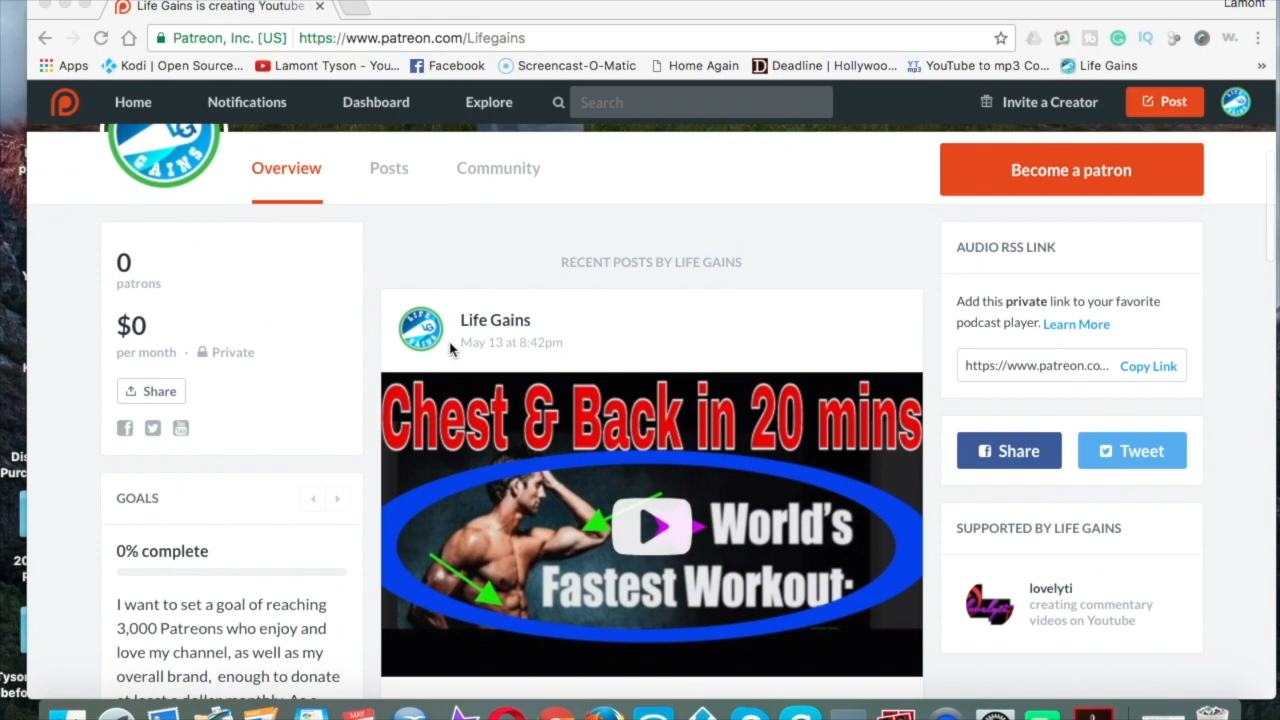 Life Gains is creating Youtube
Lamont
Patreon, Inc. [US]
https://www.patreon.com/Lifegains
IQ
W.
Apps
Kodi | Open Source...
Lamont Tyson - You...
Facebook
Screencast-O-Matic
Home Again
Deadline | Hollywoo...
YouTube to mp3 Co...
Life Gains
»
Home
Notifications
Dashboard
Explore
Search
Invite a Creator
Post
LG
GAINS
Overview
Posts
Community
Become a patron
0
patrons
$0
per month · Private
Share
GOALS
0% complete
I want to set a goal of reaching
3,000 Patreons who enjoy and
love my channel, as well as my
overall brand, enough to donate
RECENT POSTS BY LIFE GAINS
Life Gains
May 13 at 8:42pm
Chest & Back in 20 mins
World's
Fastest Workout:
AUDIO RSS LINK
Add this private link to your favorite
podcast player. Learn More
https://www.patreon.co...
Copy Link
Share
Tweet
SUPPORTED BY LIFE GAINS
lovelyti
creating commentary
videos on Youtube